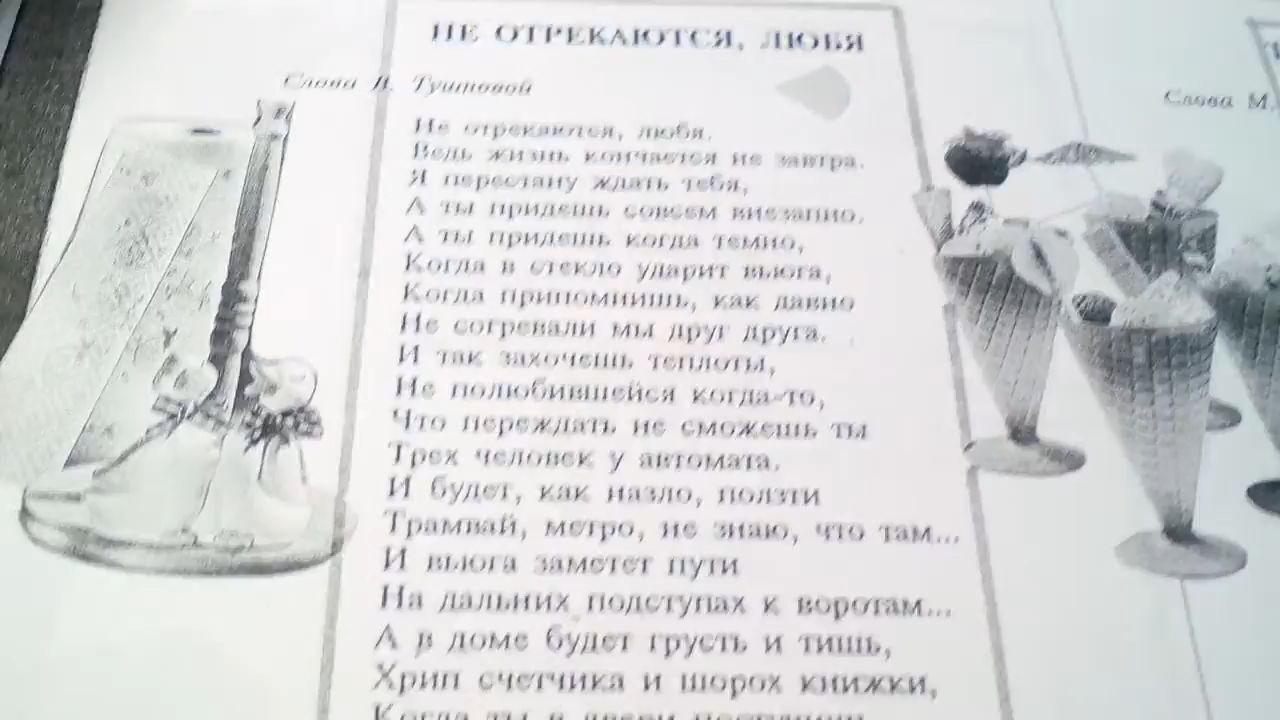 НЕ ОТРЕКАЮТСЯ, ЛЮБЯ
Слова В. Тушновой
Не отрекаются, любя.
Ведь жизнь кончается не завтра.
Я перестану ждать тебя,
А ты придешь совсем внезапно.
А ты придешь когда темно,
Когда в стекло ударит вьюга,
Когда припомнишь, как давно
Не согревали мы друг друга.
И так захочешь теплоты,
Не полюбившейся когда-то,
Что переждать не сможешь ты
Трех человек у автомата.
И будет, как назло, ползти
Трамвай, метро, не знаю, что там...
И вьюга заметет пути
На дальних подступах к воротам...
А в доме будет грусть и тишь,
Хрип счетчика и шорох книжки,
Когда ты в двери
Слова М.